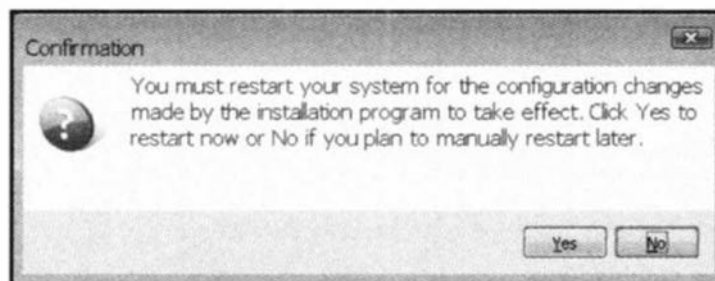 Confirmation
You must restart your system for the configuration changes
made by the installation program to take effect. Click Yes to
restart now or No if you plan to manually restart later.
Yes
No